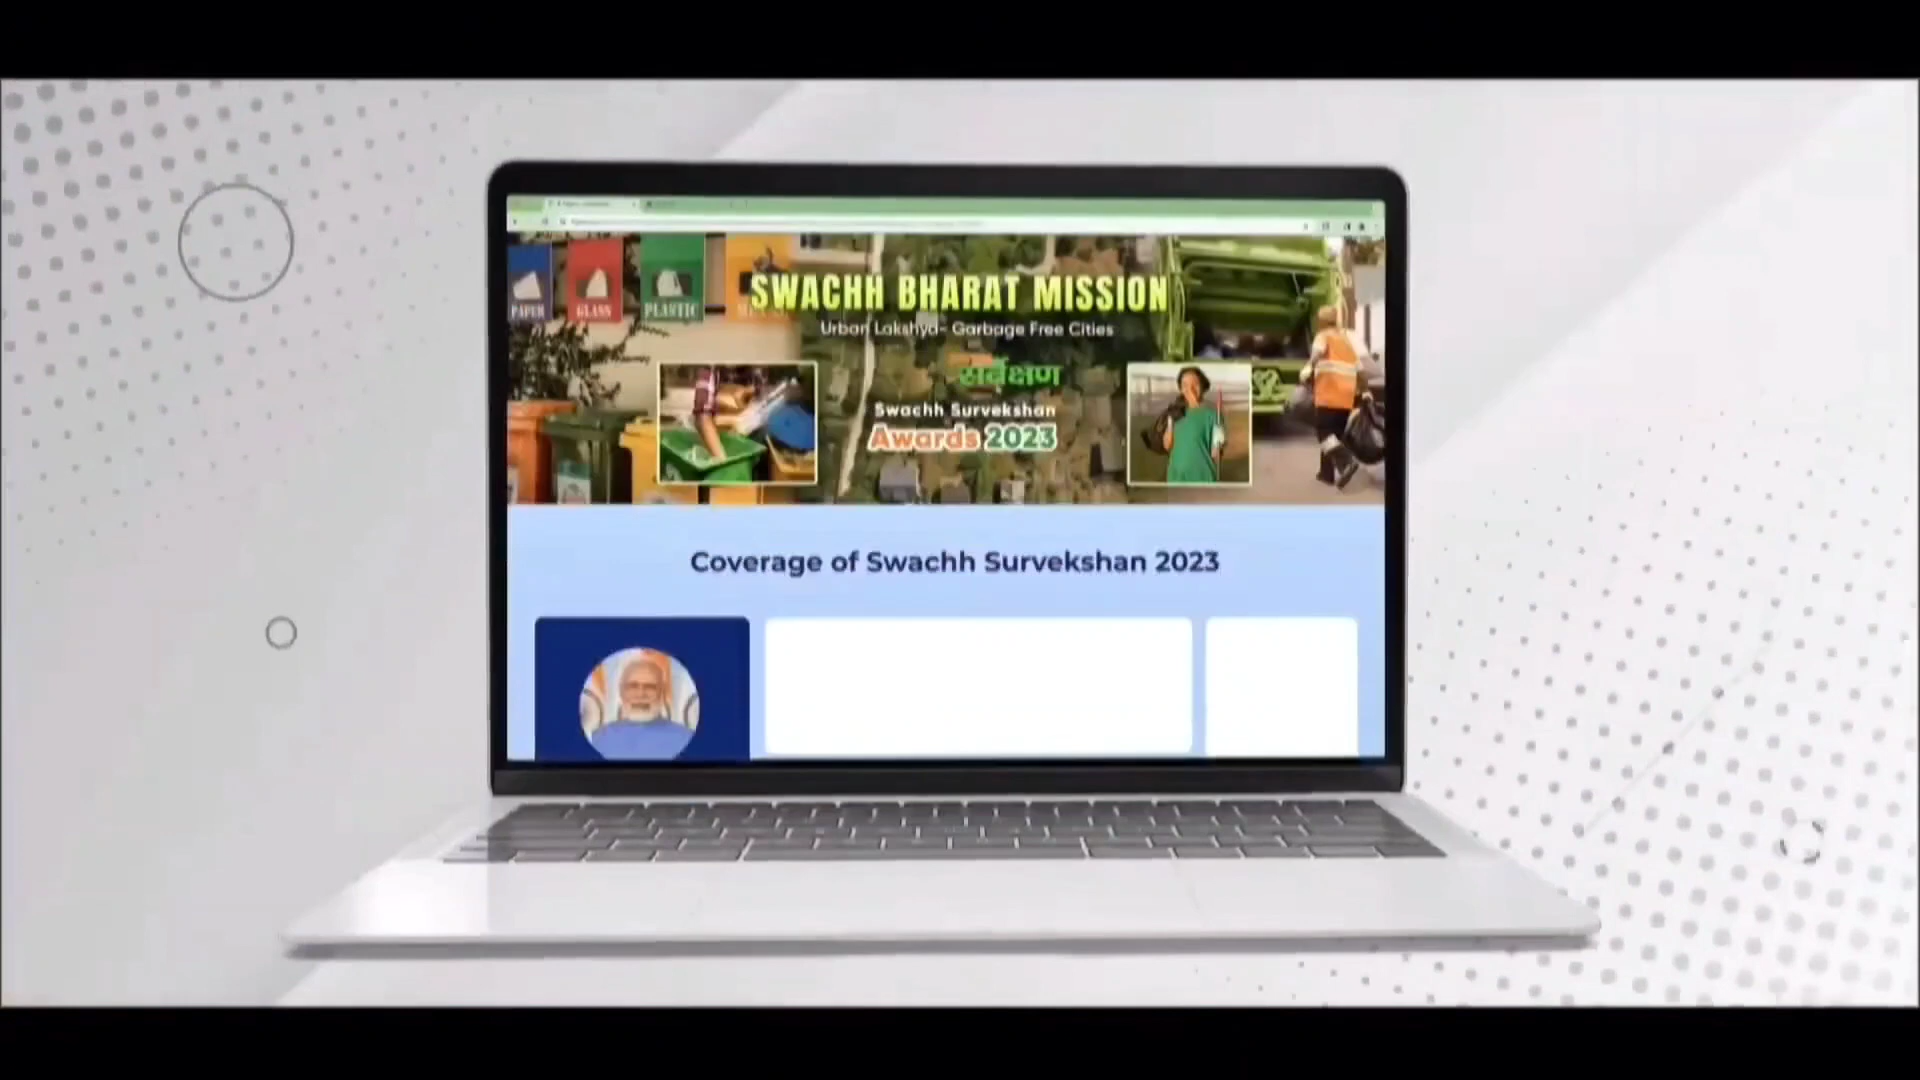 PAPER
GLASS
PLASTIC
SWACHH BHARAT MISSION
Urban Lakshya- Garbage Free Cities
सर्वेक्षण
Swachh Survekshan
Awards 2023
Coverage of Swachh Survekshan 2023